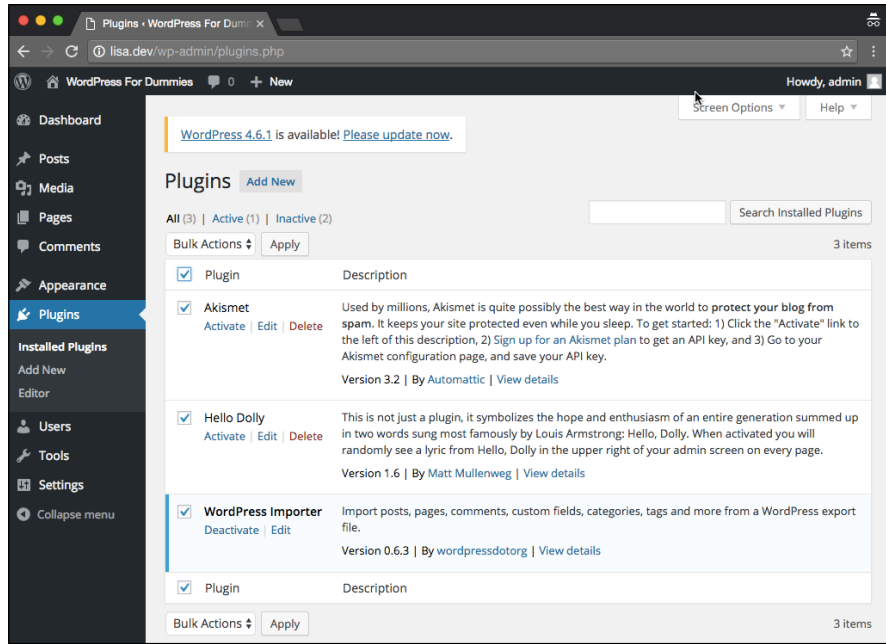 Plugins ‹ WordPress For Dumm
lisa.dev/wp-admin/plugins.php
WordPress For Dummies 0 + New Howdy, admin
Screen Options Help
Dashboard
Posts
Media
Pages
Comments
Appearance
Plugins
Installed Plugins
Add New
Editor
Users
Tools
Settings
Collapse menu
WordPress 4.6.1 is available! Please update now.
Plugins Add New
All (3) | Active (1) | Inactive (2)
Search Installed Plugins
Bulk Actions Apply 3 items
Plugin Description
Akismet
Activate | Edit | Delete
Used by millions, Akismet is quite possibly the best way in the world to protect your blog from
spam. It keeps your site protected even while you sleep. To get started: 1) Click the "Activate" link to
the left of this description, 2) Sign up for an Akismet plan to get an API key, and 3) Go to your
Akismet configuration page, and save your API key.
Version 3.2 | By Automattic | View details
Hello Dolly
Activate | Edit | Delete
This is not just a plugin, it symbolizes the hope and enthusiasm of an entire generation summed up
in two words sung most famously by Louis Armstrong: Hello, Dolly. When activated you will
randomly see a lyric from Hello, Dolly in the upper right of your admin screen on every page.
Version 1.6 | By Matt Mullenweg | View details
WordPress Importer
Deactivate | Edit
Import posts, pages, comments, custom fields, categories, tags and more from a WordPress export
file.
Version 0.6.3 | By wordpressdotorg | View details
Plugin Description
Bulk Actions Apply 3 items